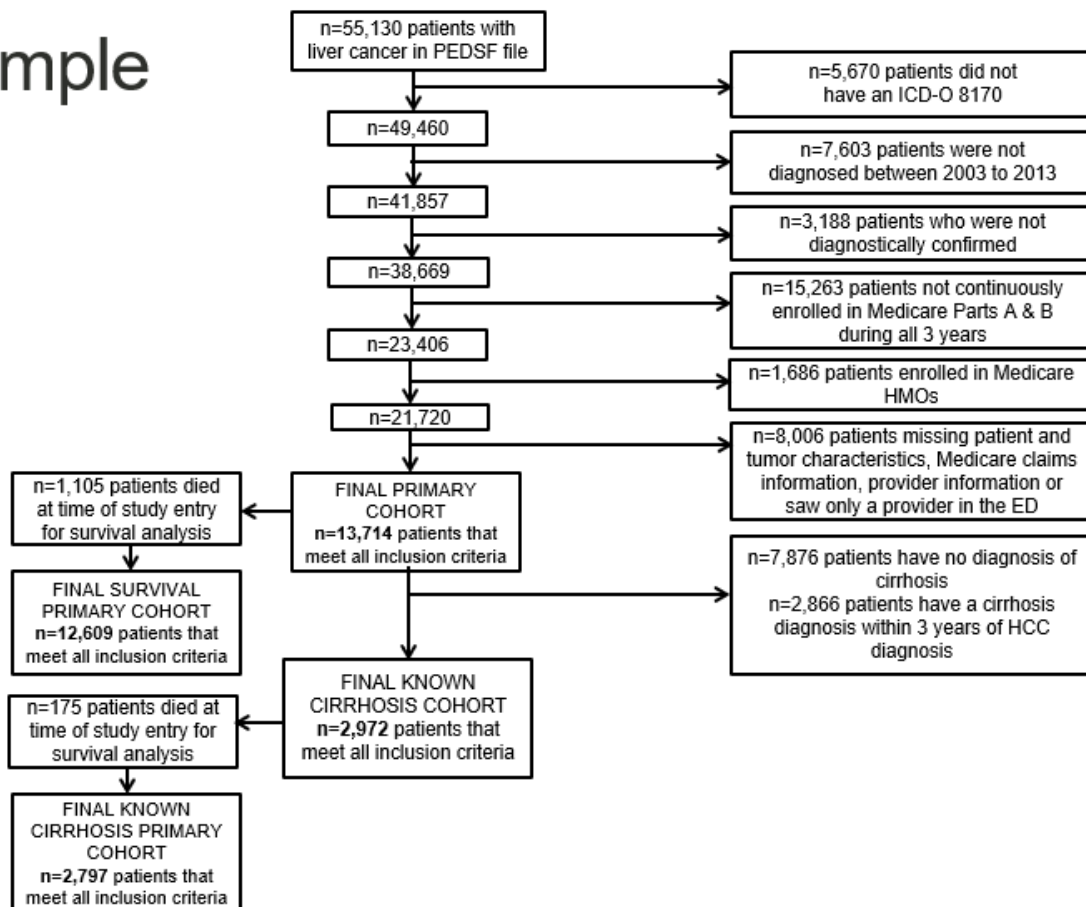 mple
n=55,130 patients with
liver cancer in PEDSF file
n=5,670 patients did not
have an ICD-O 8170
n=49,460
n=7,603 patients were not
diagnosed between 2003 to 2013
n=41,857
n=3,188 patients who were not
diagnostically confirmed
n=38,669
n=15,263 patients not continuously
enrolled in Medicare Parts A & B
during all 3 years
n=23,406
n=1,686 patients enrolled in Medicare
HMOs
n=21,720
n=8,006 patients missing patient and
tumor characteristics, Medicare claims
information, provider information or
saw only a provider in the ED
FINAL PRIMARY
COHORT
n=13,714 patients that
meet all inclusion criteria
n=1,105 patients died
at time of study entry
for survival analysis
FINAL SURVIVAL
PRIMARY COHORT
n=12,609 patients that
meet all inclusion criteria
n=7,876 patients have no diagnosis of
cirrhosis
n=2,866 patients have a cirrhosis
diagnosis within 3 years of HCC
diagnosis
FINAL KNOWN
CIRRHOSIS COHORT
n=2,972 patients that
meet all inclusion criteria
n=175 patients died at
time of study entry for
survival analysis
FINAL KNOWN
CIRRHOSIS PRIMARY
COHORT
n=2,797 patients that
meet all inclusion criteria